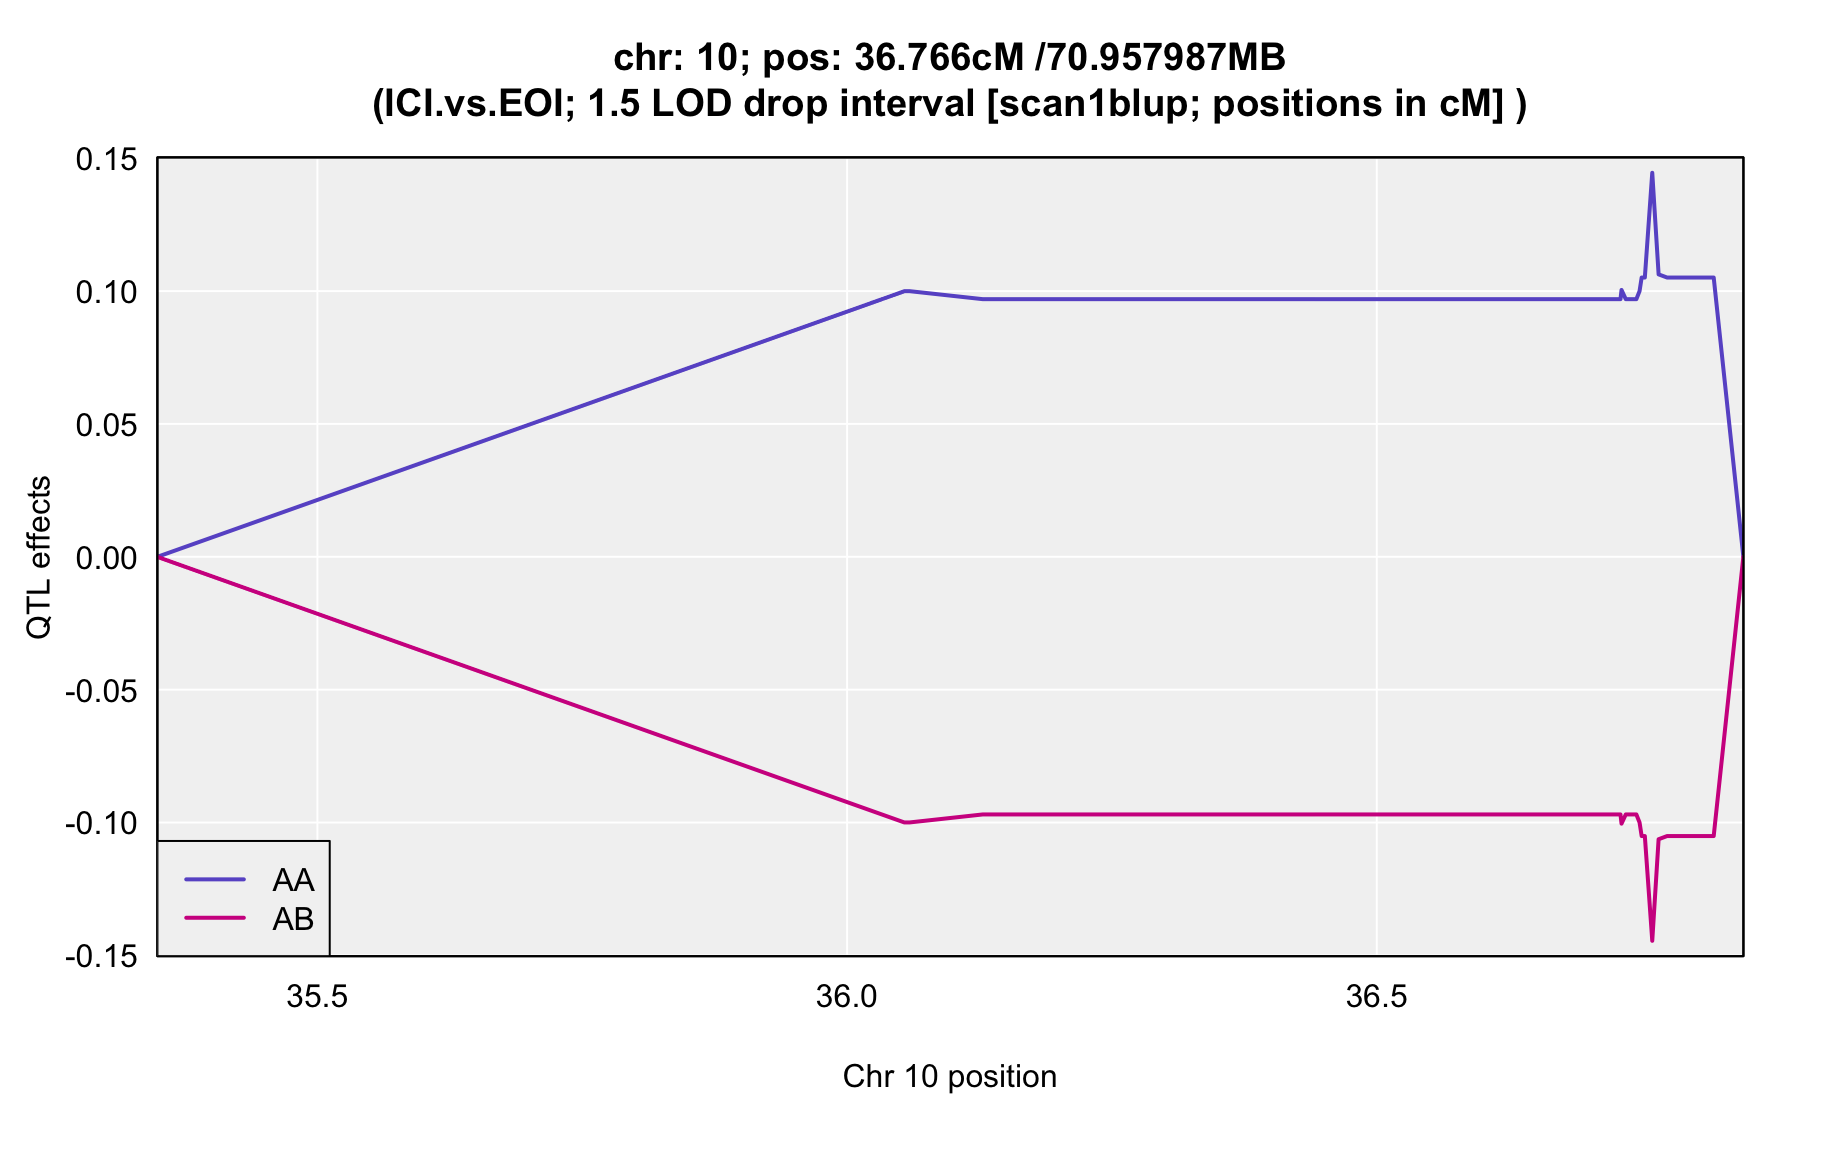 chr: 10; pos: 36.766cM /70.957987MB
(ICI.vs.EOI; 1.5 LOD drop interval [scan1blup; positions in cM] )
0.15
0.10
0.05
0.00
-0.05
-0.10
-0.15
QTL effects
AA
AB
35.5 36.0 36.5
Chr 10 position